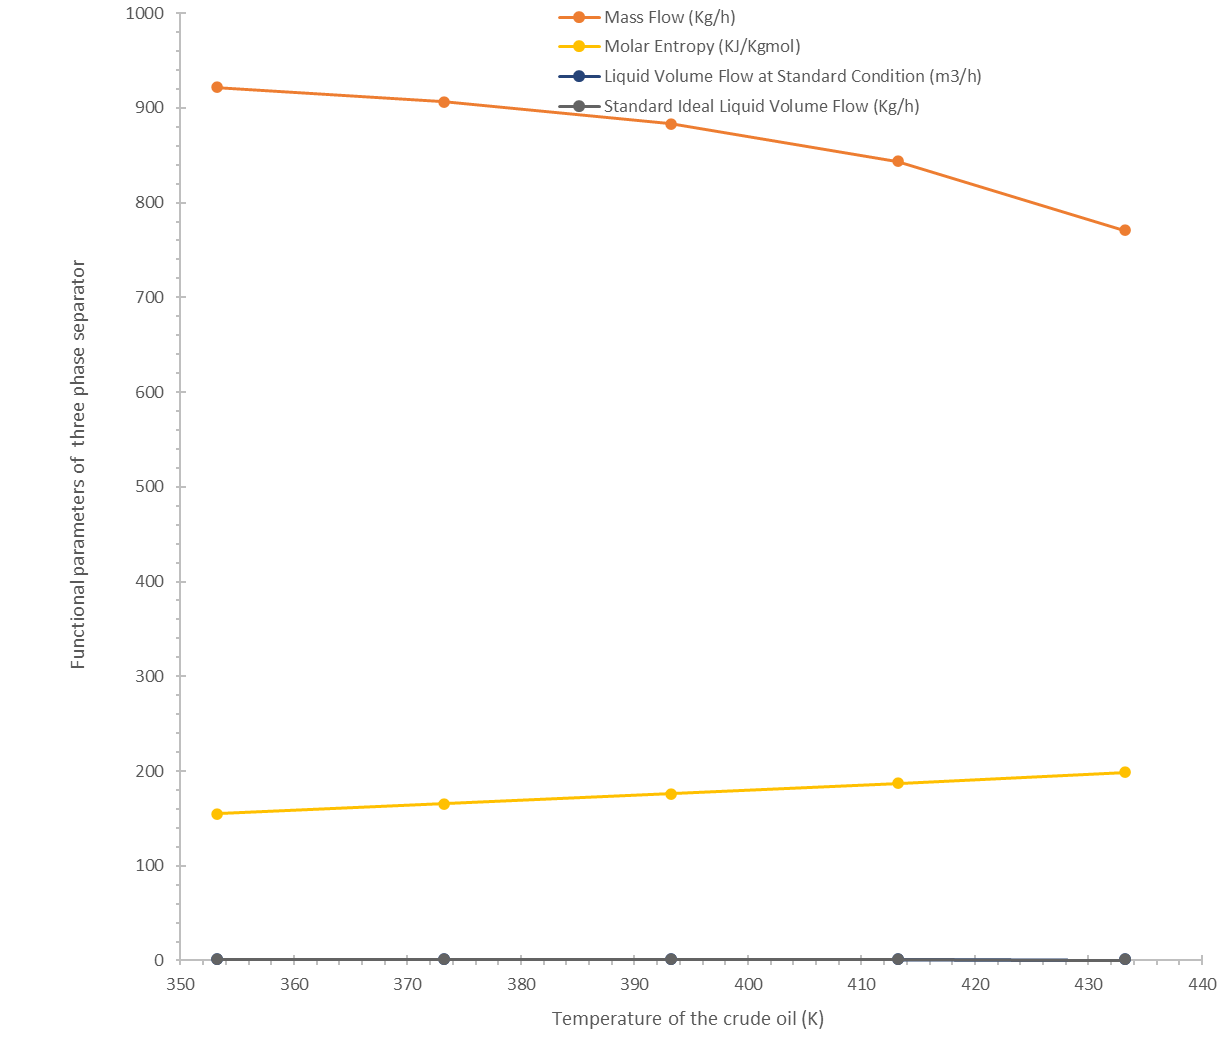 Mass Flow (Kg/h)
Molar Entropy (KJ/Kgmol)
Liquid Volume Flow at Standard Condition (m3/h)
Standard Ideal Liquid Volume Flow (Kg/h)
Functional parameters of three phase separator
1000
900
800
700
600
500
400
300
200
100
0
350 360 370 380 390 400 410 420 430 440
Temperature of the crude oil (K)